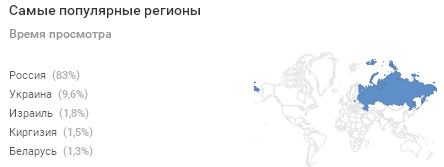 Самые популярные регионы
Время просмотра
Россия (83%)
Украина (9,6%)
Израиль (1,8%)
Киргизия (1,5%)
Беларусь (1,3%)